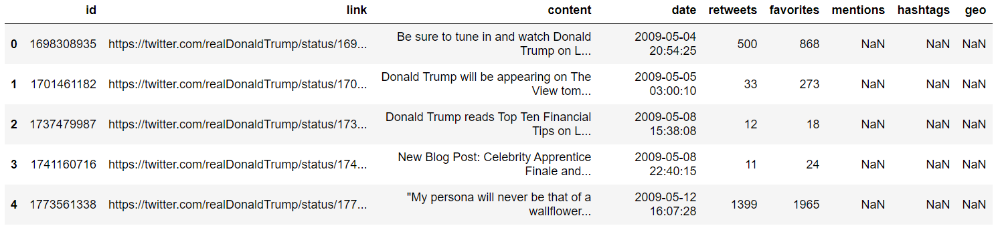 id link content date retweets favorites mentions hashtags geo
0 1698308935 https://twitter.com/realDonaldTrump/status/169... Be sure to tune in and watch Donald Trump on L... 2009-05-04 20:54:25 500 868 NaN NaN NaN
1 1701461182 https://twitter.com/realDonaldTrump/status/170... Donald Trump will be appearing on The View tom... 2009-05-05 03:00:10 33 273 NaN NaN NaN
2 1737479987 https://twitter.com/realDonaldTrump/status/173... Donald Trump reads Top Ten Financial Tips on L... 2009-05-08 15:38:08 12 18 NaN NaN NaN
3 1741160716 https://twitter.com/realDonaldTrump/status/174... New Blog Post: Celebrity Apprentice Finale and... 2009-05-08 22:40:15 11 24 NaN NaN NaN
4 1773561338 https://twitter.com/realDonaldTrump/status/177... "My persona will never be that of a wallflower... 2009-05-12 16:07:28 1399 1965 NaN NaN NaN